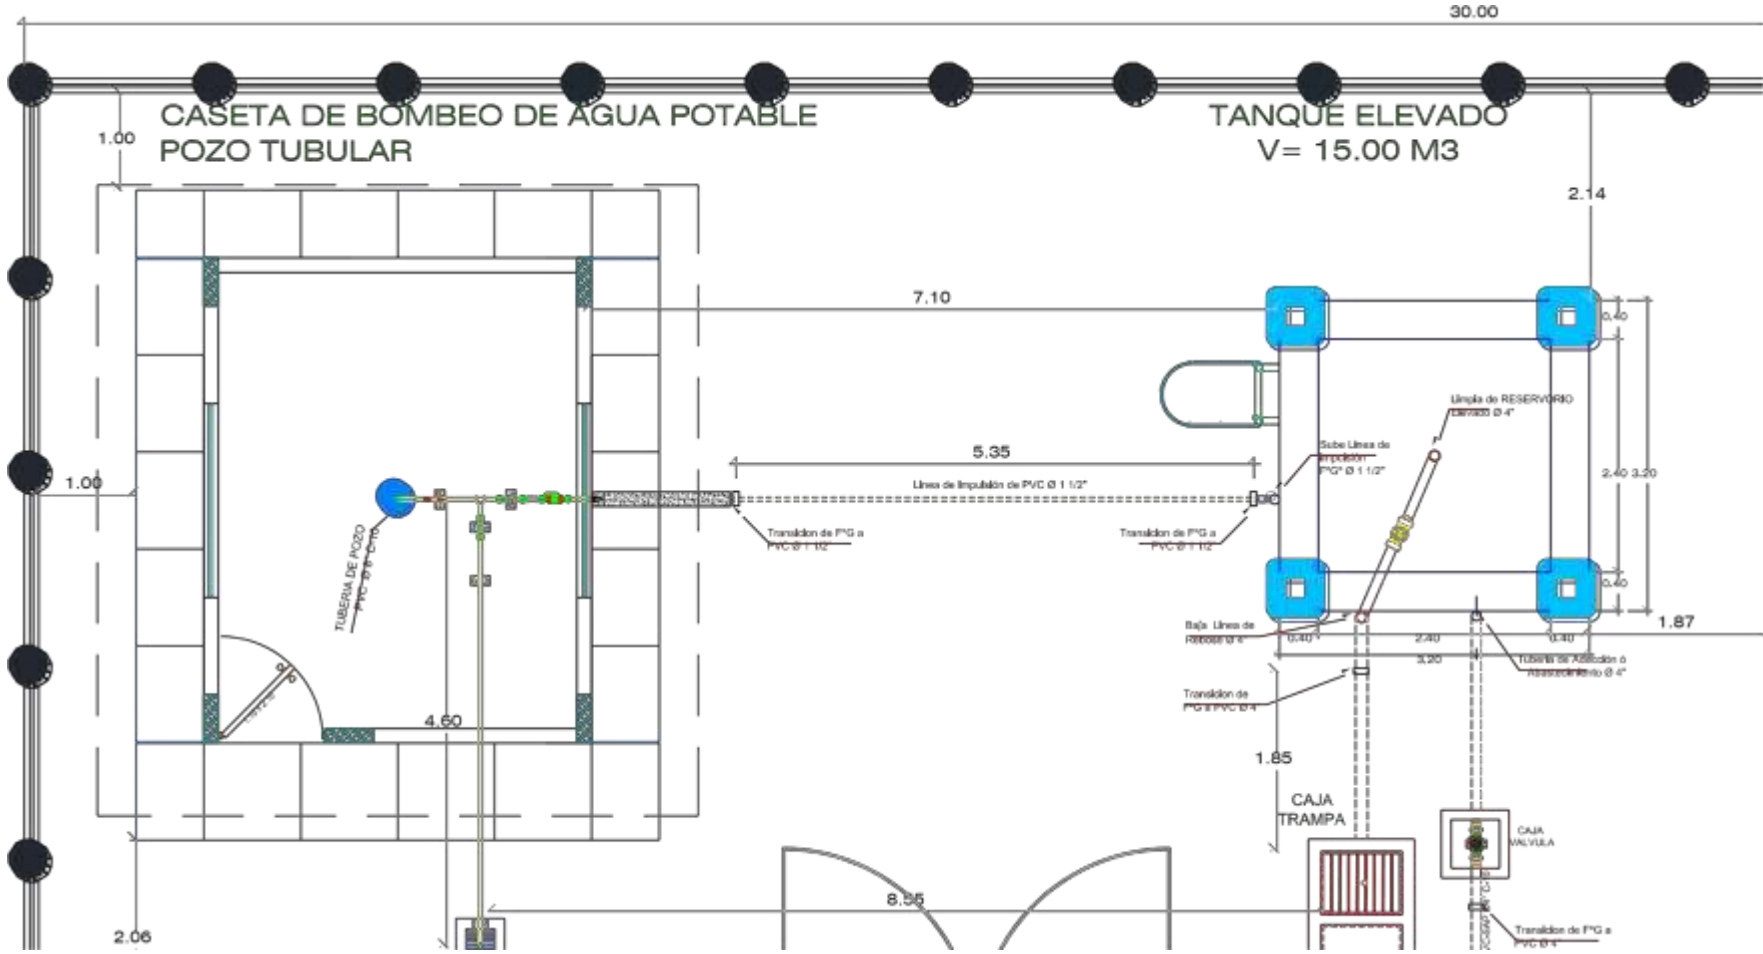 30.00
CASETA DE BOMBEO DE AGUA POTABLE
POZO TUBULAR
TANQUE ELEVADO
V= 15.00 M3
1.00
2.14
7.10
0.40
Limpia de RESERVORIO
Elevado Ø 4"
5.35
Sube Linea de
Impulsión
F°G° Ø 1 1/2"
2.40
3.20
1.00
Linea de Impulsión de PVC Ø 1 1/2"
Transicion de F°G a
PVC Ø 1 1/2"
Transicion de F°G a
PVC Ø 1 1/2"
TUBERIA DE POZO
PVC Ø 6" C-10
0.40
Baja Linea de
Rebose Ø 4"
0.40
2.40
0.40
1.87
3.20
Tuberia de Aducción ó
Abastecimiento Ø 4"
Transicion de
F°G a PVC Ø 4"
4.60
1.85
CAJA
TRAMPA
CAJA
VALVULA
8.55
2.06
Transicion de F°G a
PVC Ø 4"